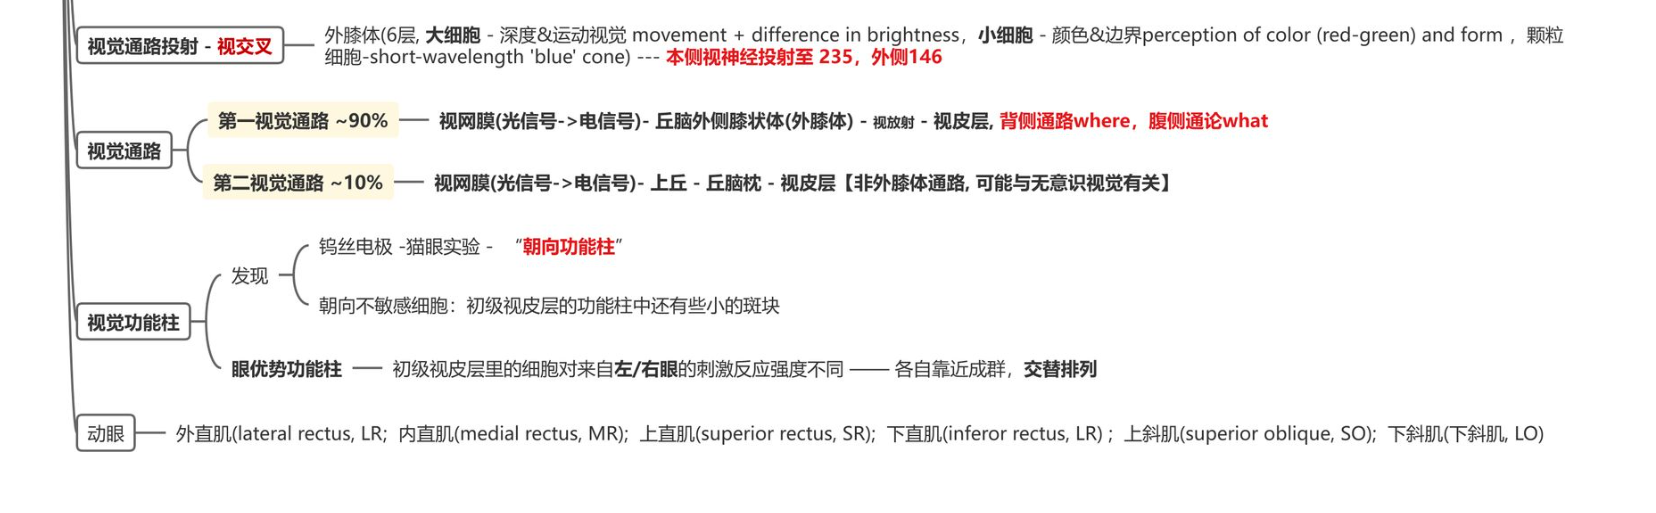 视觉通路投射 - 视交叉
外膝体(6层, 大细胞 - 深度&运动视觉 movement + difference in brightness，小细胞 - 颜色&边界perception of color (red-green) and form ，颗粒
细胞-short-wavelength 'blue' cone) --- 本侧视神经投射至 235，外侧146
视觉通路
第一视觉通路 ~90%
视网膜(光信号->电信号)- 丘脑外侧膝状体(外膝体) - 视放射 - 视皮层, 背侧通路where，腹侧通论what
第二视觉通路 ~10%
视网膜(光信号->电信号)- 上丘 - 丘脑枕 - 视皮层【非外膝体通路, 可能与无意识视觉有关】
视觉功能柱
发现
钨丝电极 -猫眼实验 - “朝向功能柱”
朝向不敏感细胞：初级视皮层的功能柱中还有些小的斑块
眼优势功能柱
初级视皮层里的细胞对来自左/右眼的刺激反应强度不同 —— 各自靠近成群，交替排列
动眼
外直肌(lateral rectus, LR；内直肌(medial rectus, MR)；上直肌(superior rectus, SR)；下直肌(inferor rectus, LR)；上斜肌(superior oblique, SO)；下斜肌(下斜肌, LO)